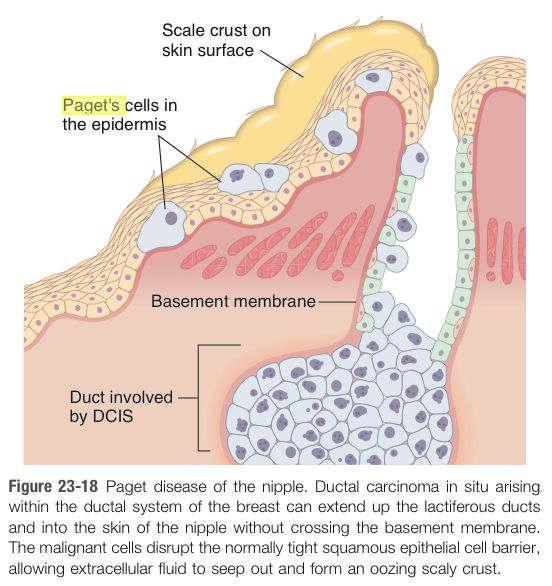 Scale crust on
skin surface
Paget's cells in
the epidermis
Basement membrane
Duct involved
by DCIS
Figure 23-18 Paget disease of the nipple. Ductal carcinoma in situ arising
within the ductal system of the breast can extend up the lactiferous ducts
and into the skin of the nipple without crossing the basement membrane.
The malignant cells disrupt the normally tight squamous epithelial cell barrier,
allowing extracellular fluid to seep out and form an oozing scaly crust.